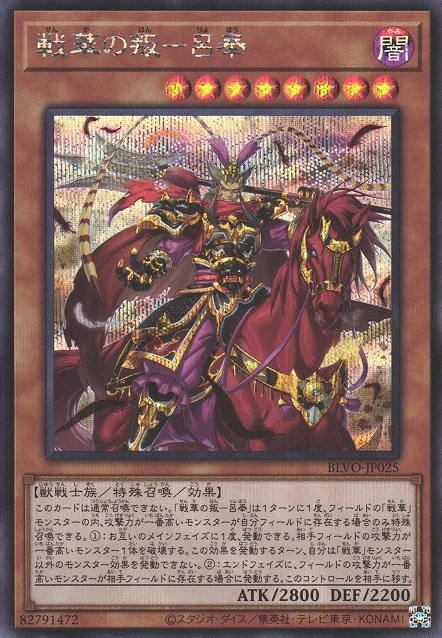 戦華の叛-呂奉
闇
BLVO-JP025
【獣戦士族／特殊召喚／効果】
このカードは通常召喚できない。「戦華の叛-呂奉」は1ターンに1度、フィールドの「戦華」
モンスターの内、攻撃力が一番高いモンスターが自分フィールドに存在する場合のみ特殊
召喚できる。①：お互いのメインフェイズに1度、発動できる。相手フィールドの攻撃力が一
番高いモンスター1体を破壊する。この効果を発動するターン、自分は「戦華」モンスター
以外のモンスター効果を発動できない。②：エンドフェイズに、フィールドの攻撃力が一番
高いモンスターが相手フィールドに存在する場合に発動する。このコントロールを相手に移す。
ATK/2800 DEF/2200
82791472
©スタジオ・ダイス／集英社・テレビ東京・KONAMI